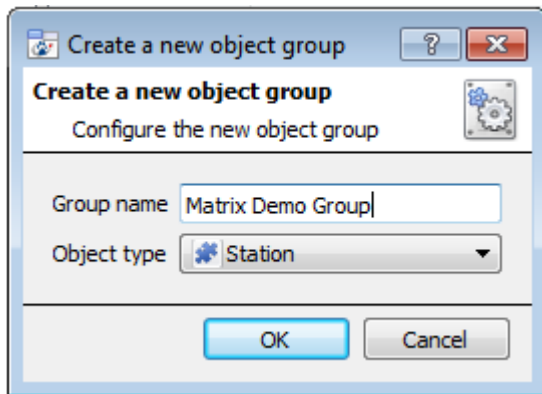 Create a new object group
Create a new object group
Configure the new object group
Group name Matrix Demo Group
Object type Station
OK Cancel